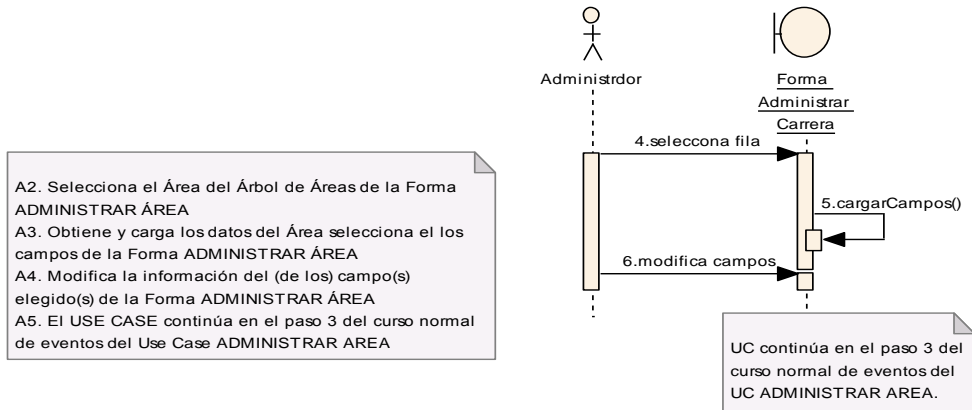 Administrdor
Forma
Administrar
Carrera
4.seleccona fila
5.cargarCampos()
6.modifica campos
A2. Selecciona el Área del Árbol de Áreas de la Forma
ADMINISTRAR ÁREA
A3. Obtiene y carga los datos del Área selecciona el los
campos de la Forma ADMINISTRAR ÁREA
A4. Modifica la información del (de los) campo(s)
elegido(s) de la Forma ADMINISTRAR ÁREA
A5. El USE CASE continúa en el paso 3 del curso normal
de eventos del Use Case ADMINISTRAR AREA
UC continúa en el paso 3 del
curso normal de eventos del
UC ADMINISTRAR AREA.